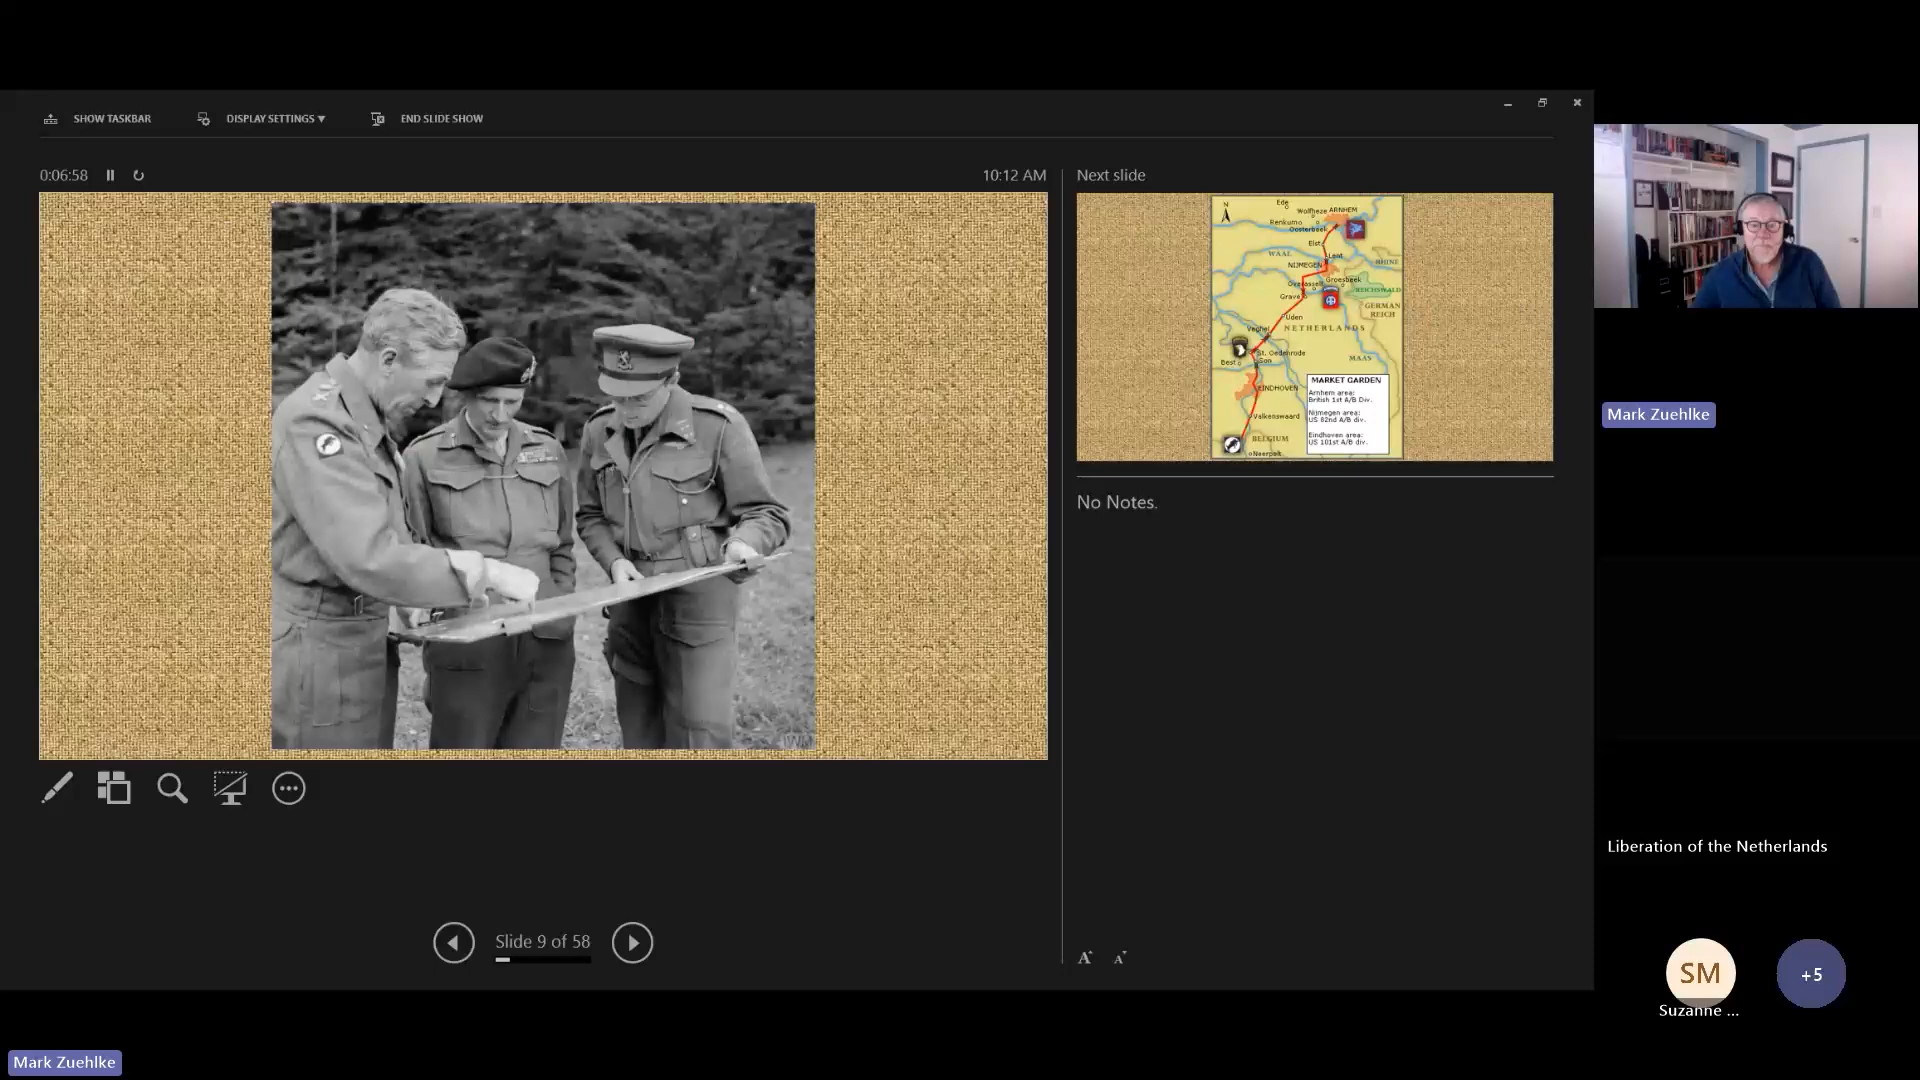 SHOW TASKBAR
DISPLAY SETTINGS ▾
END SLIDE SHOW
0:06:58
10:12 AM
Next slide
N
Ede
Wolfheze
ARNHEM
Renkum
Oosterbeek
Elst
WAAL
Lent
RHINE
NIJMEGEN
Groesbeek
Overasselt
REICHSWALD
Grave
GERMAN
REICH
Uden
NETHERLANDS
Veghel
St. Oedenrode
Best
Son
MAAS
EINDHOVEN
MARKET GARDEN
Arnhem area:
British 1st A/B Div.
Nijmegen area:
US 82nd A/B div.
Eindhoven area:
US 101st A/B div.
Valkenswaard
BELGIUM
Neerpelt
No Notes.
IWM
Slide 9 of 58
A A
Mark Zuehlke
Liberation of the Netherlands
SM
+5
Suzanne ...
Mark Zuehlke